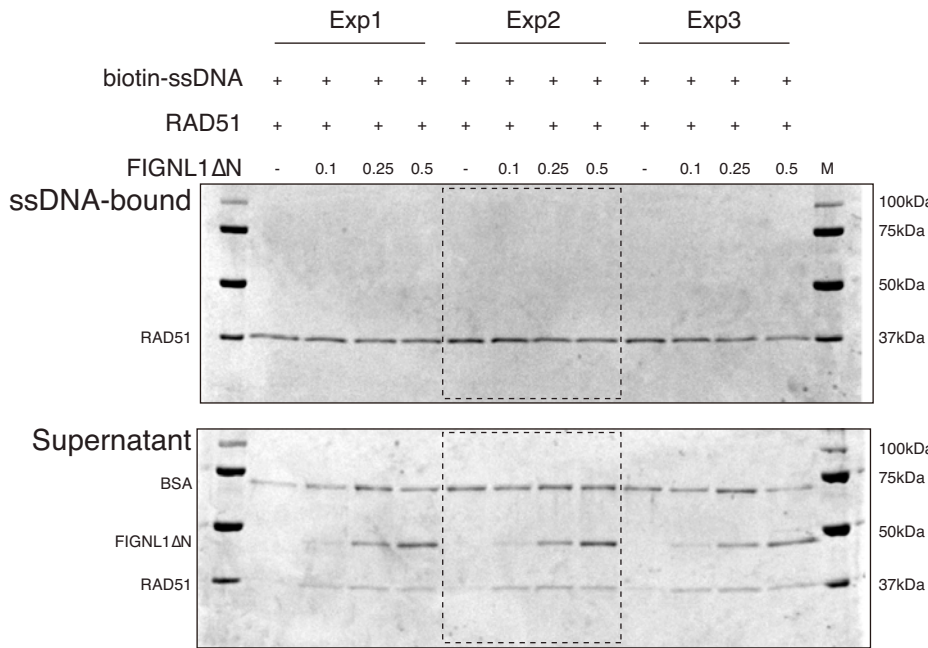 Exp1 Exp2 Exp3
biotin-ssDNA + + + + + + + + + + + +
RAD51 + + + + + + + + + + + +
FIGNL1ΔN - 0.1 0.25 0.5 - 0.1 0.25 0.5 - 0.1 0.25 0.5 M
ssDNA-bound
100kDa
75kDa
50kDa
RAD51 37kDa
Supernatant
100kDa
BSA 75kDa
FIGNL1ΔN 50kDa
RAD51 37kDa